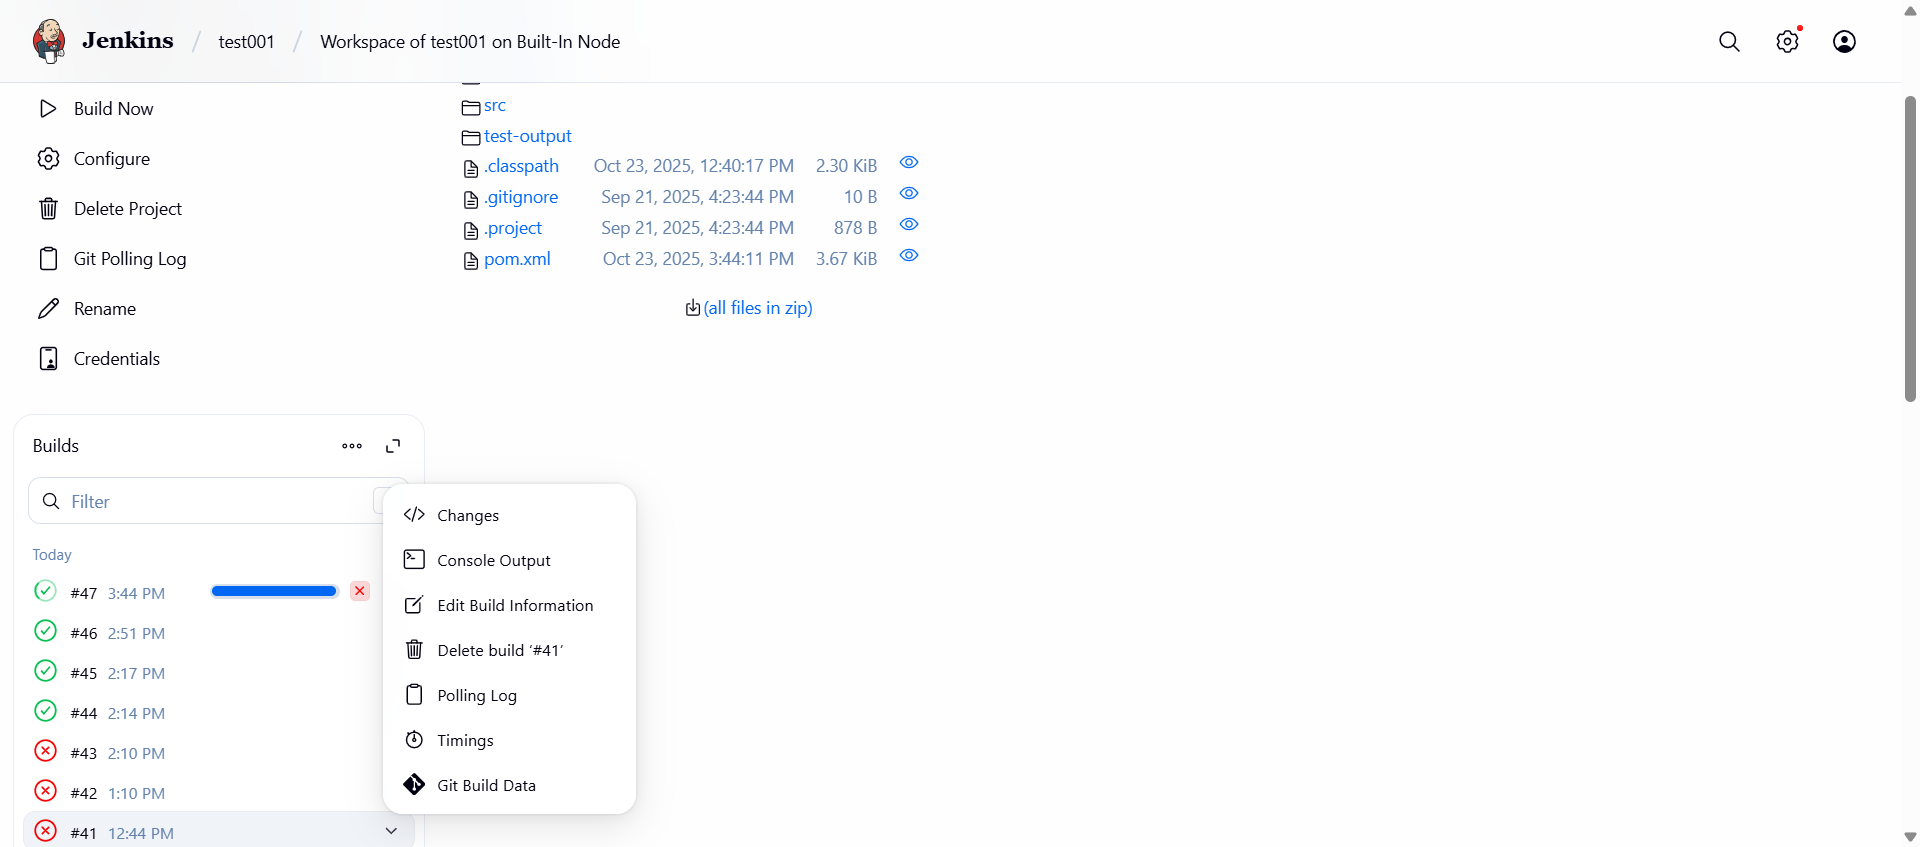 Jenkins / test001 / Workspace of test001 on Built-In Node
Build Now
Configure
Delete Project
Git Polling Log
Rename
Credentials
src
test-output
.classpath Oct 23, 2025, 12:40:17 PM 2.30 KiB
.gitignore Sep 21, 2025, 4:23:44 PM 10 B
.project Sep 21, 2025, 4:23:44 PM 878 B
pom.xml Oct 23, 2025, 3:44:11 PM 3.67 KiB
(all files in zip)
Builds
Filter
Today
#47 3:44 PM
#46 2:51 PM
#45 2:17 PM
#44 2:14 PM
#43 2:10 PM
#42 1:10 PM
#41 12:44 PM
Changes
Console Output
Edit Build Information
Delete build ‘#41’
Polling Log
Timings
Git Build Data